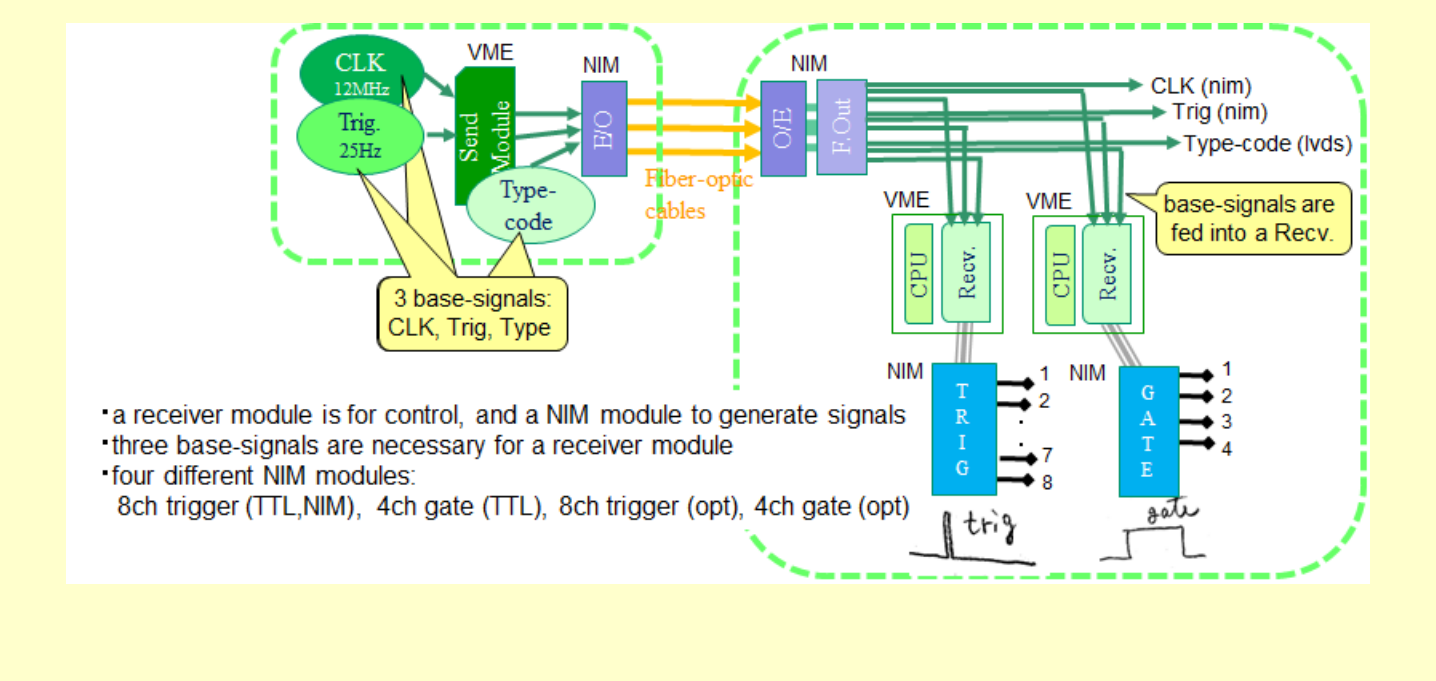 CLK
12MHz
Trig.
25Hz
VME
Send
Module
Type-
code
NIM
E/O
Fiber-optic
cables
3 base-signals:
CLK, Trig, Type
NIM
O/E
F.Out
CLK (nim)
Trig (nim)
Type-code (lvds)
base-signals are
fed into a Recv.
VME
CPU
Recv.
VME
CPU
Recv.
NIM
TRIG
1
2
.
.
7
8
NIM
GATE
1
2
3
4
trig
gate
・a receiver module is for control, and a NIM module to generate signals
・three base-signals are necessary for a receiver module
・four different NIM modules:
8ch trigger (TTL,NIM), 4ch gate (TTL), 8ch trigger (opt), 4ch gate (opt)